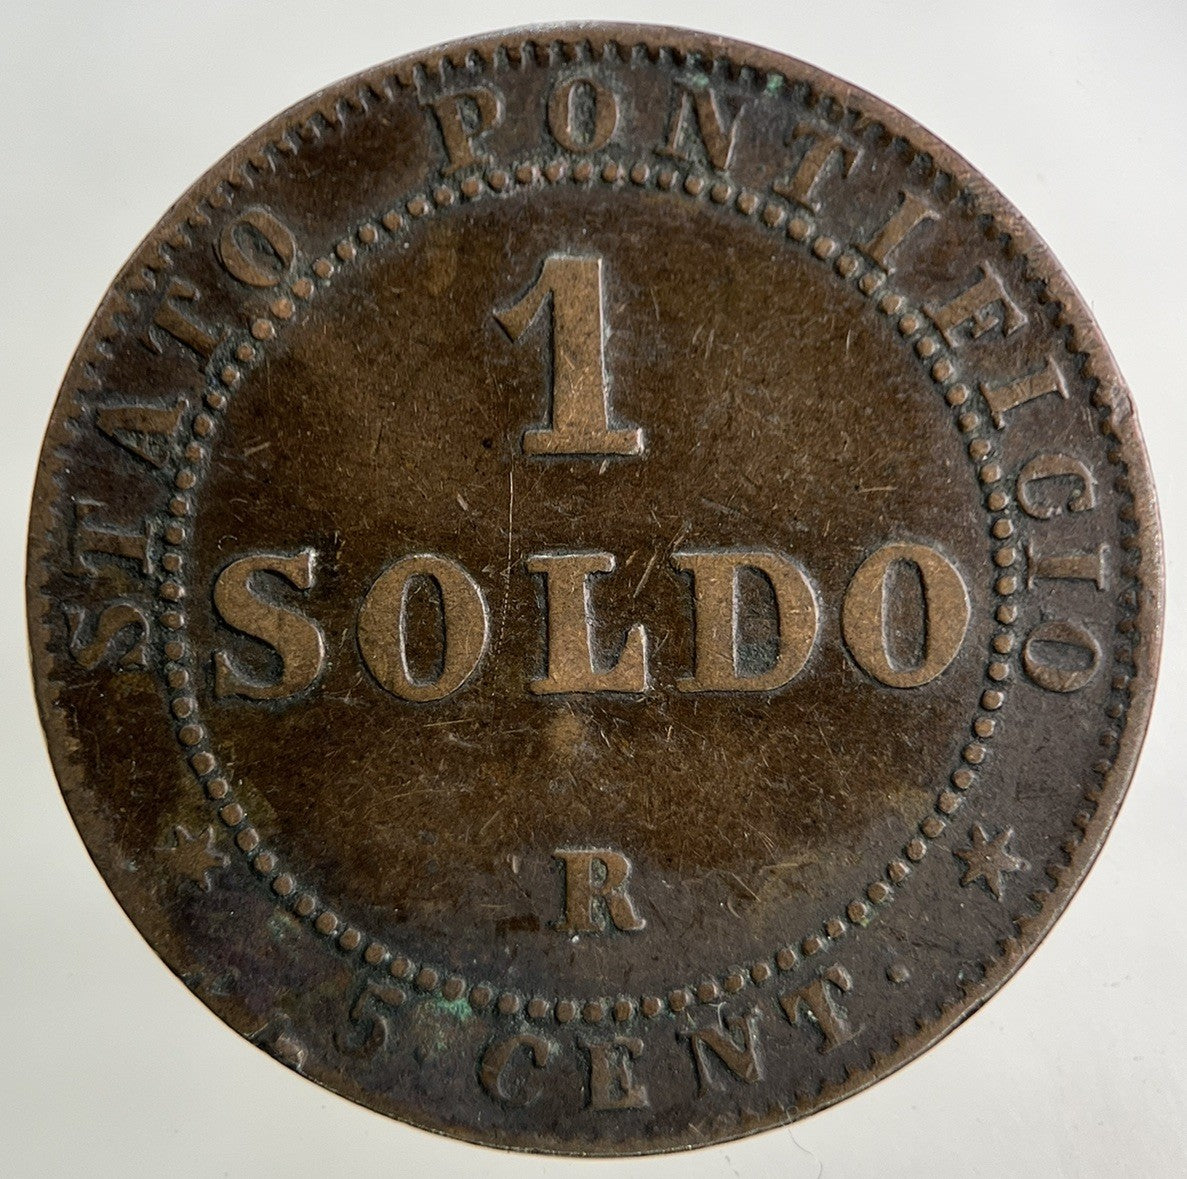 STATO PONTIFICIO
1
SOLDO
R
5 CENT.